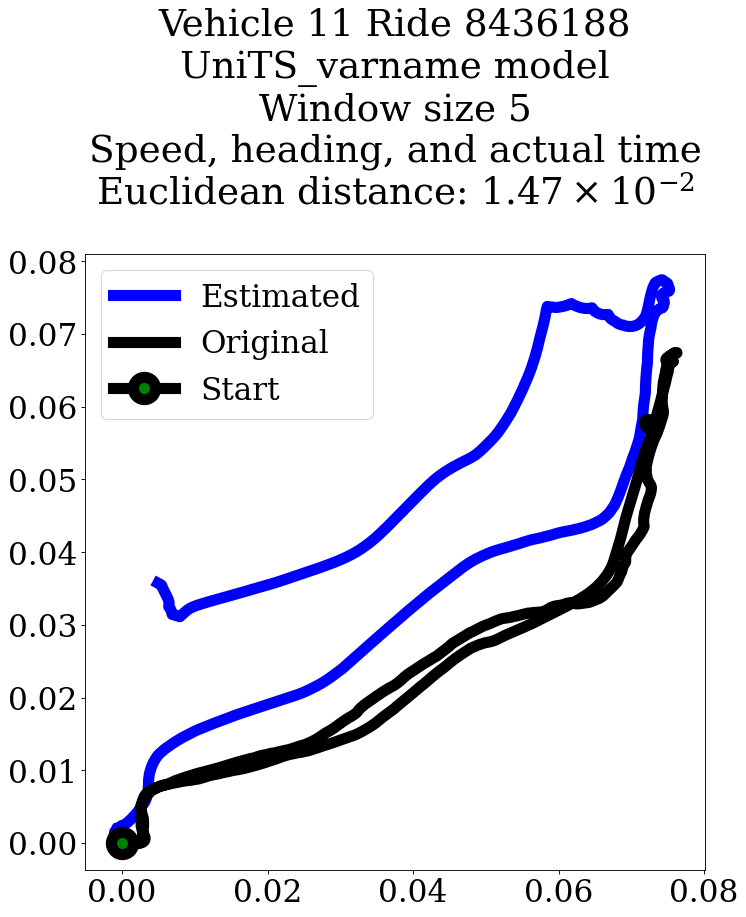 Vehicle 11 Ride 8436188
UniTS_varname model
Window size 5
Speed, heading, and actual time
Euclidean distance: 1.47 × 10⁻²
0.08
0.07
0.06
0.05
0.04
0.03
0.02
0.01
0.00
Estimated
Original
Start
0.00 0.02 0.04 0.06 0.08